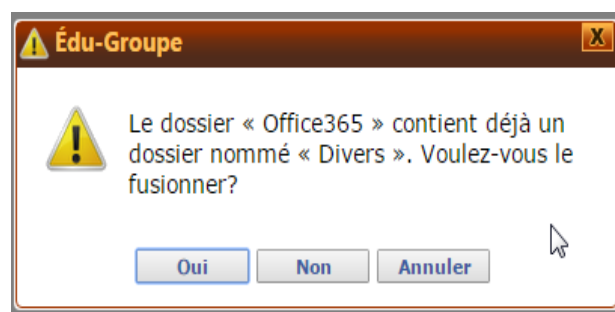 Édu-Groupe
X
Le dossier « Office365 » contient déjà un
dossier nommé « Divers ». Voulez-vous le
fusionner?
Oui Non Annuler